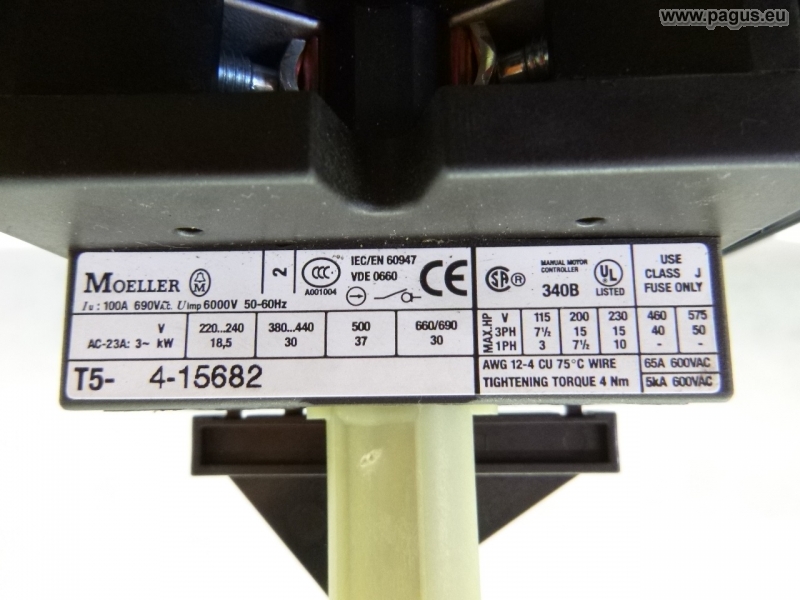 www.pagus.eu
MOELLER
2
A001004
IEC/EN 60947
VDE 0660
CE
MANUAL MOTOR
CONTROLLER
340B
UL
LISTED
USE
CLASS J
FUSE ONLY
Iu: 100A 690V Uimp 6000V 50-60Hz
V 220...240 380...440 500 660/690
AC-23A: 3~ kW 18,5 30 37 30
MAX.HP
V 115 200 230 460 575
3PH 7½ 15 15 40 50
1PH 3 7½ 10 - -
AWG 12-4 CU 75°C WIRE 65A 600VAC
TIGHTENING TORQUE 4 Nm 5kA 600VAC
T5- 4-15682